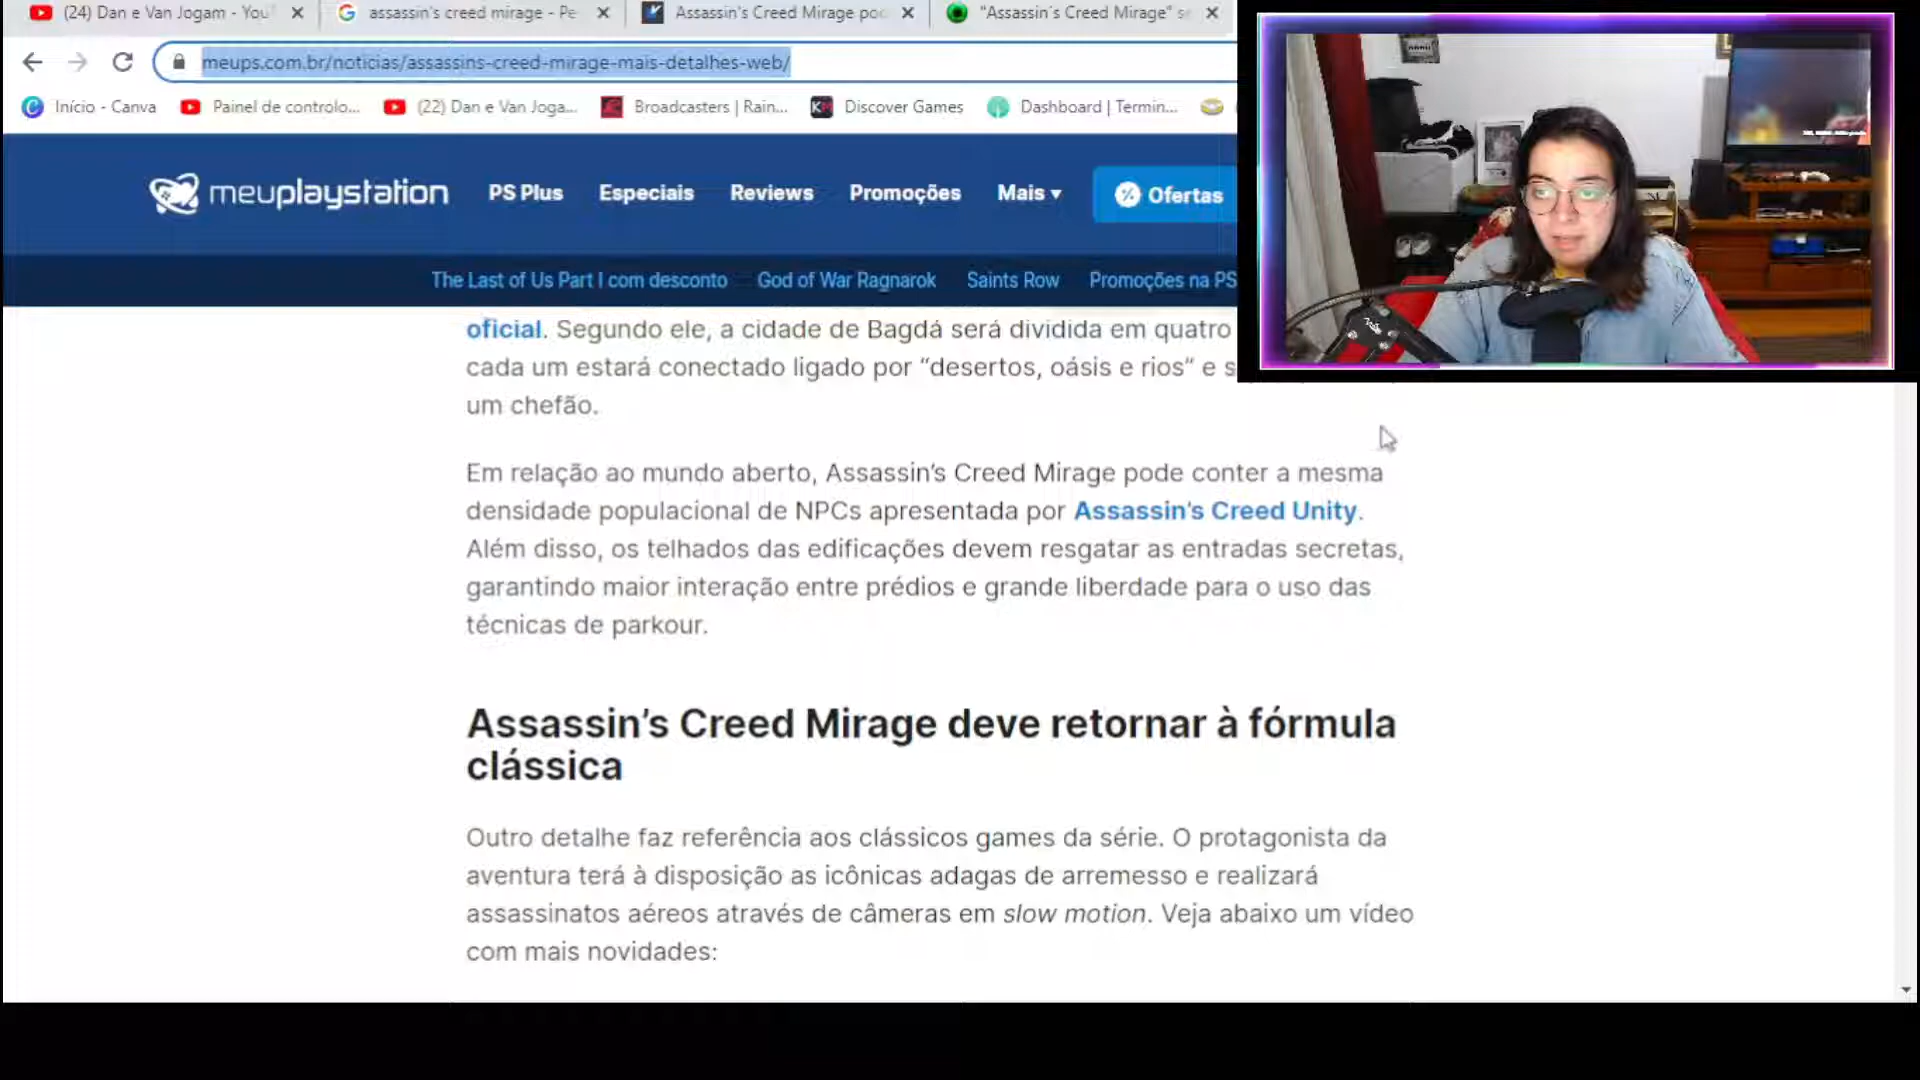 (24) Dan e Van Jogam - You
assassin's creed mirage - Pe
Assassin's Creed Mirage po
"Assassin's Creed Mirage" s
meups.com.br/noticias/assassins-creed-mirage-mais-detalhes-web/
Início - Canva
Painel de controlo...
(22) Dan e Van Joga...
Broadcasters | Rain...
Discover Games
Dashboard | Termin...
meuplaystation
PS Plus
Especiais
Reviews
Promoções
Mais
Ofertas
The Last of Us Part I com desconto
God of War Ragnarok
Saints Row
Promoções na PS
oficial. Segundo ele, a cidade de Bagdá será dividida em quatro
cada um estará conectado ligado por “desertos, oásis e rios” e s
um chefão.
Em relação ao mundo aberto, Assassin’s Creed Mirage pode conter a mesma
densidade populacional de NPCs apresentada por Assassin’s Creed Unity.
Além disso, os telhados das edificações devem resgatar as entradas secretas,
garantindo maior interação entre prédios e grande liberdade para o uso das
técnicas de parkour.
Assassin’s Creed Mirage deve retornar à fórmula
clássica
Outro detalhe faz referência aos clássicos games da série. O protagonista da
aventura terá à disposição as icônicas adagas de arremesso e realizará
assassinatos aéreos através de câmeras em slow motion. Veja abaixo um vídeo
com mais novidades: